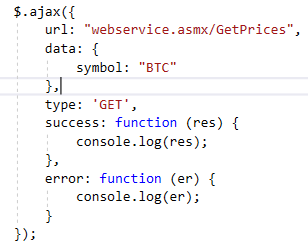 $.ajax({
    url: "webservice.asmx/GetPrices",
    data: {
        symbol: "BTC"
    },
    type: 'GET',
    success: function (res) {
        console.log(res);
    },
    error: function (er) {
        console.log(er);
    }
});